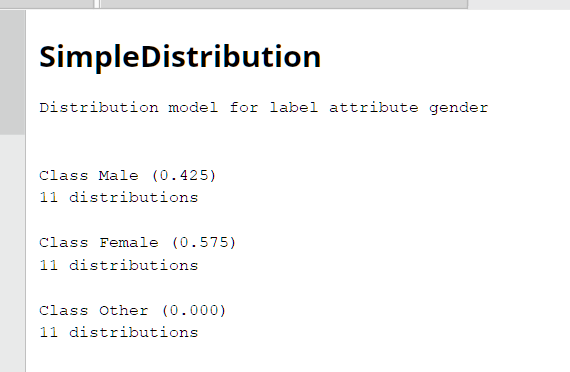 SimpleDistribution
Distribution model for label attribute gender
Class Male (0.425)
11 distributions
Class Female (0.575)
11 distributions
Class Other (0.000)
11 distributions